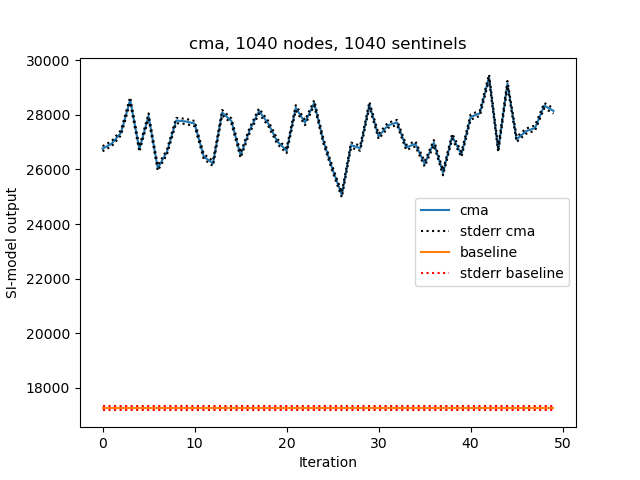 cma, 1040 nodes, 1040 sentinels
30000
28000
26000
24000
22000
20000
18000
SI-model output
cma
stderr cma
baseline
stderr baseline
0 10 20 30 40 50
Iteration